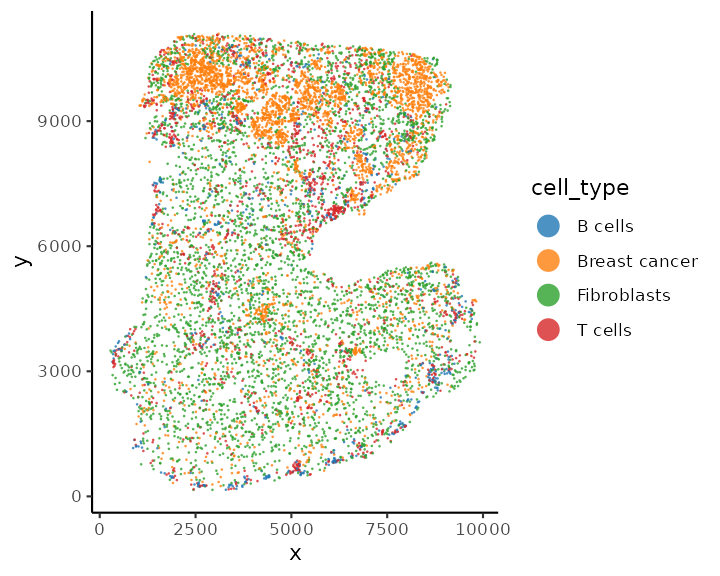 9000
6000
3000
0
y
0 2500 5000 7500 10000
x
cell_type
B cells
Breast cancer
Fibroblasts
T cells